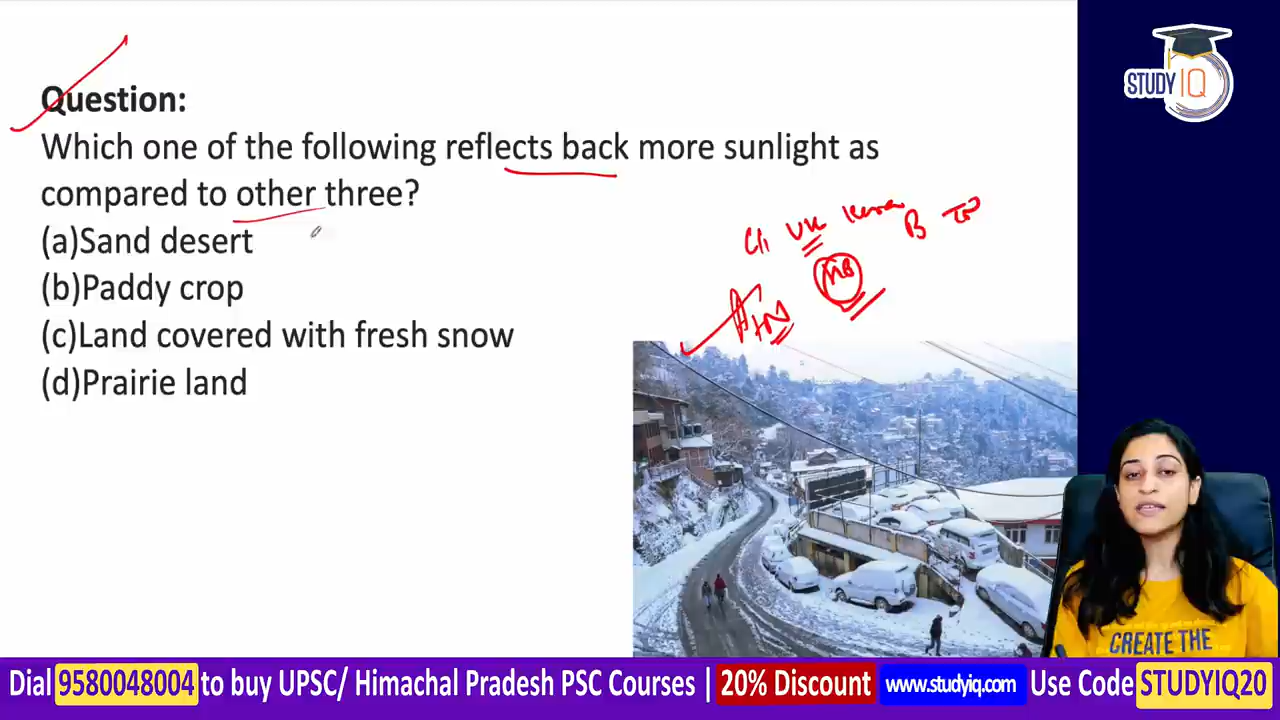 STUDY IQ
Question:
Which one of the following reflects back more sunlight as
compared to other three?
(a)Sand desert
(b)Paddy crop
(c)Land covered with fresh snow
(d)Prairie land
CREATE THE
Dial 9580048004 to buy UPSC/ Himachal Pradesh PSC Courses | 20% Discount www.studyiq.com Use Code STUDYIQ20